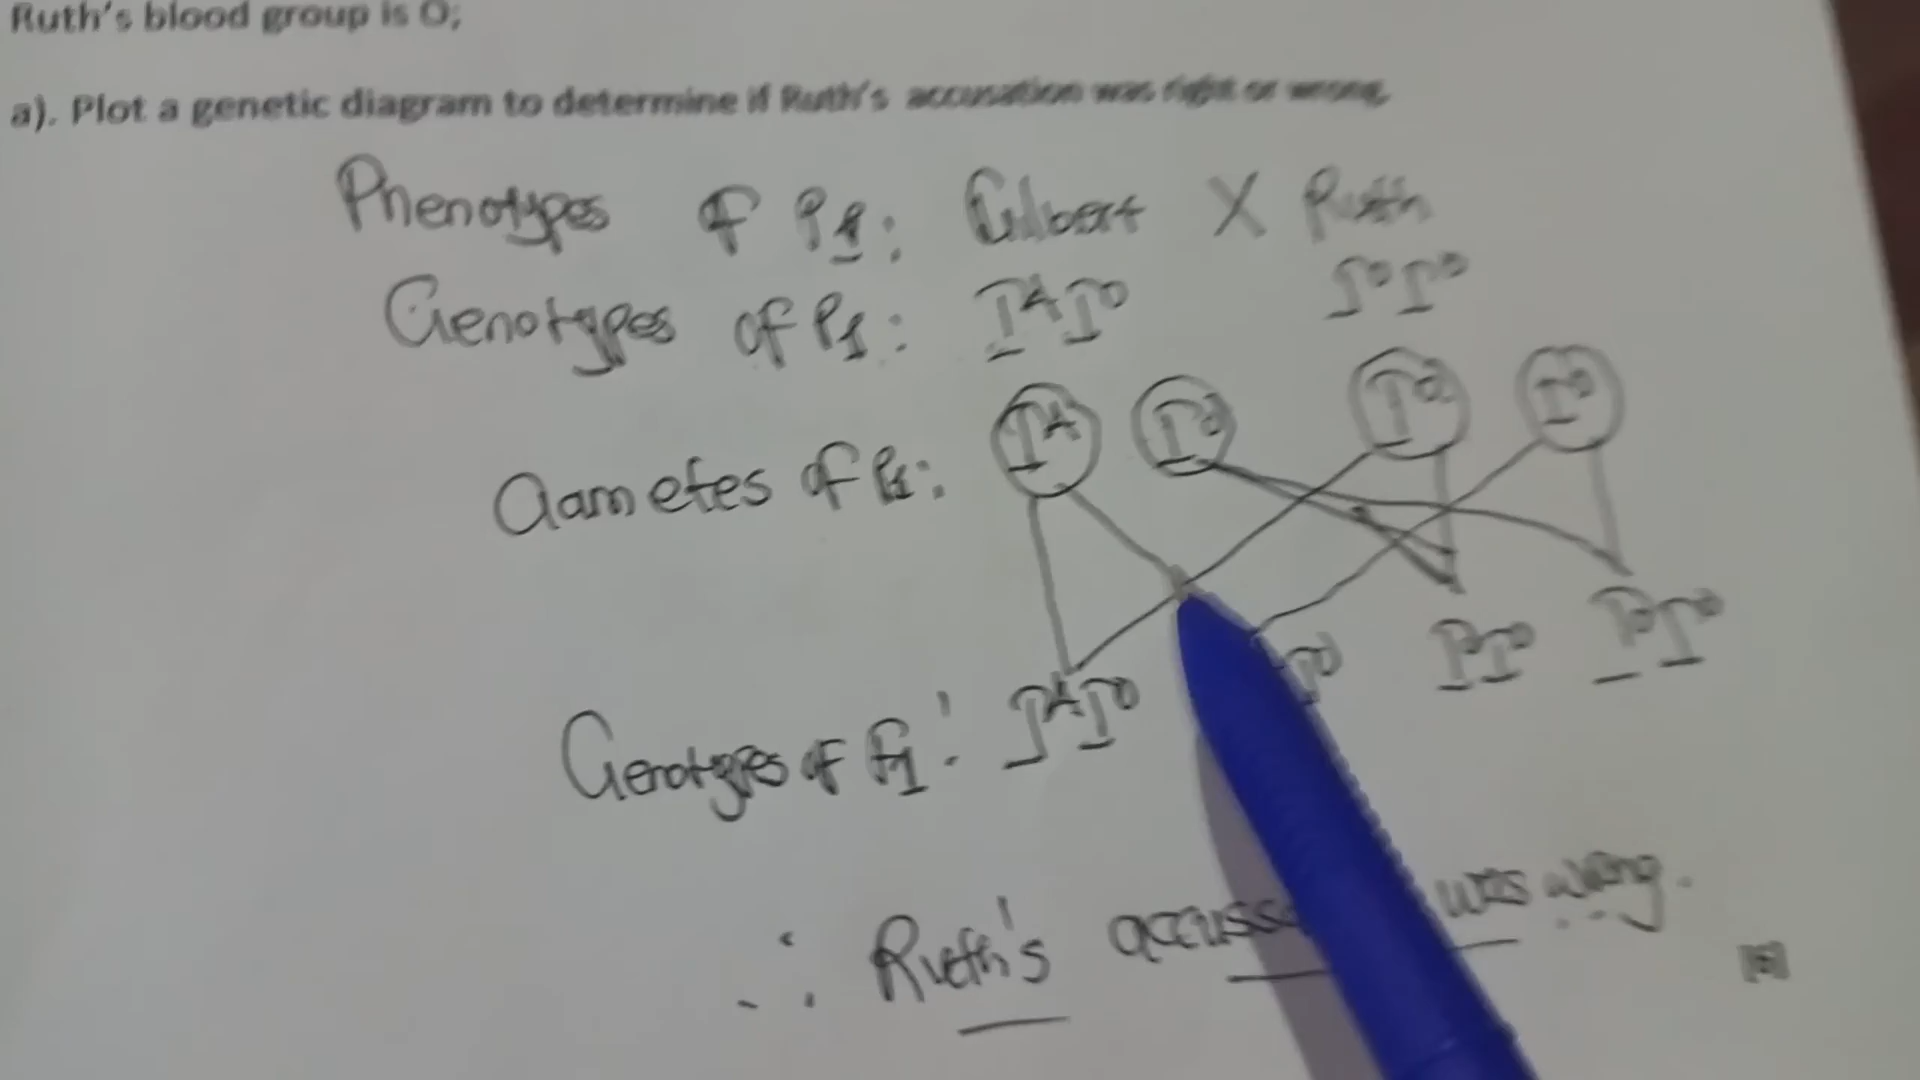 Ruth's blood group is O;
a). Plot a genetic diagram to determine if Ruth's accusation was right or wrong.
Phenotypes of P1: Gilbert X Ruth
Genotypes of P1: IAIO IOIO
Gametes of P1: IA IO IO IO
Genotypes of F1: IAIO IO IOIO IOIO
∴ Ruth's was wrong.